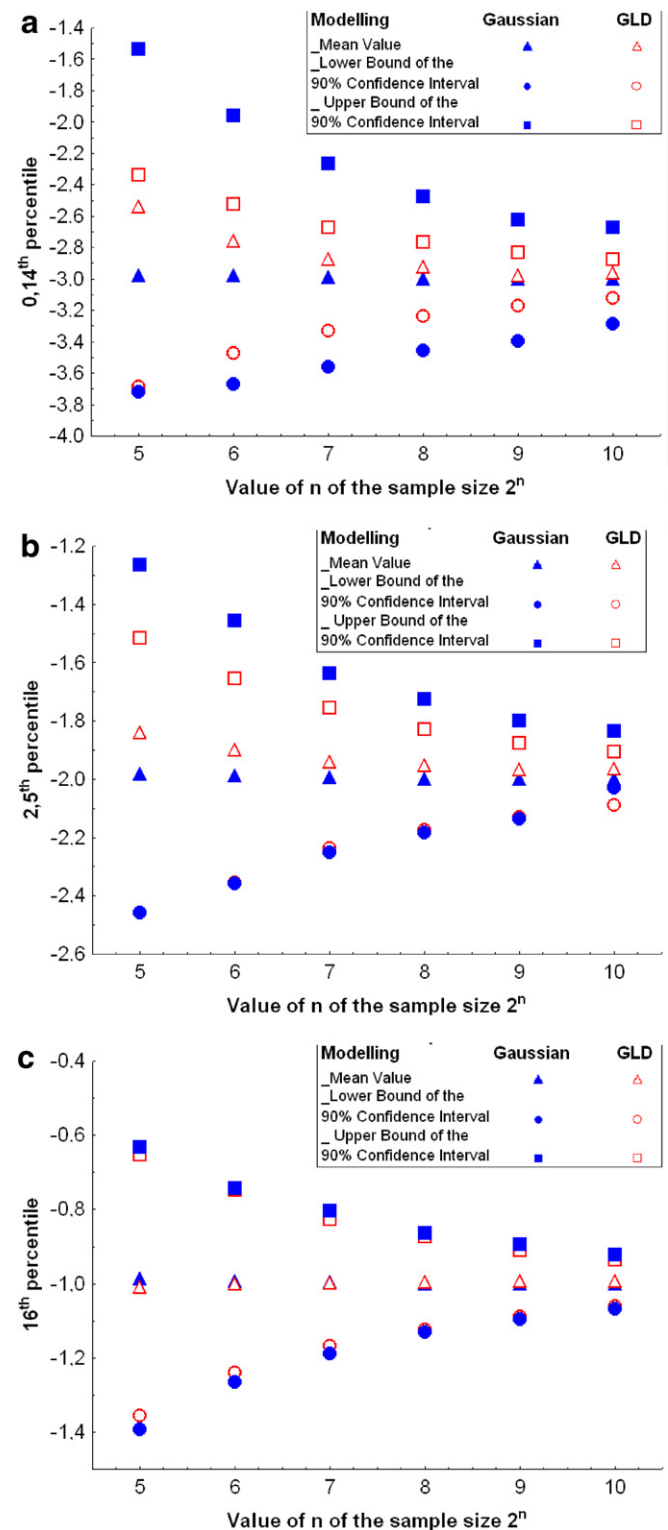 a
Modelling Gaussian GLD
_Mean Value
_Lower Bound of the
90% Confidence Interval
_ Upper Bound of the
90% Confidence Interval
-1.4
-1.6
-1.8
-2.0
-2.2
-2.4
-2.6
-2.8
-3.0
-3.2
-3.4
-3.6
-3.8
-4.0
0,14th percentile
5 6 7 8 9 10
Value of n of the sample size 2n
b
Modelling Gaussian GLD
_Mean Value
_Lower Bound of the
90% Confidence Interval
_ Upper Bound of the
90% Confidence Interval
-1.2
-1.4
-1.6
-1.8
-2.0
-2.2
-2.4
-2.6
2,5th percentile
5 6 7 8 9 10
Value of n of the sample size 2n
c
Modelling Gaussian GLD
_Mean Value
_Lower Bound of the
90% Confidence Interval
_ Upper Bound of the
90% Confidence Interval
-0.4
-0.6
-0.8
-1.0
-1.2
-1.4
16th percentile
5 6 7 8 9 10
Value of n of the sample size 2n